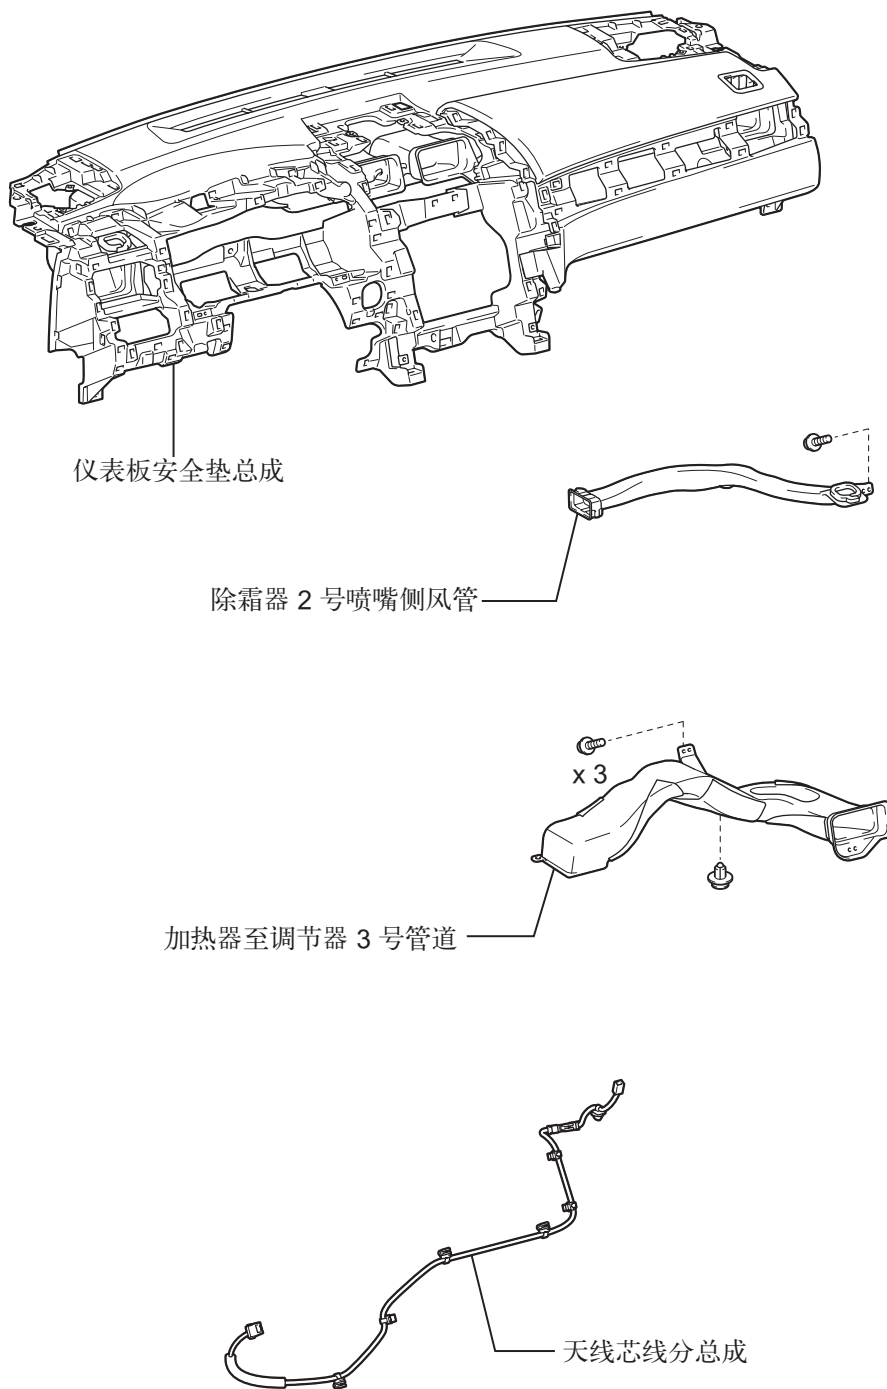 仪表板安全垫总成
除霜器 2 号喷嘴侧风管
x 3
加热器至调节器 3 号管道
天线芯线分总成